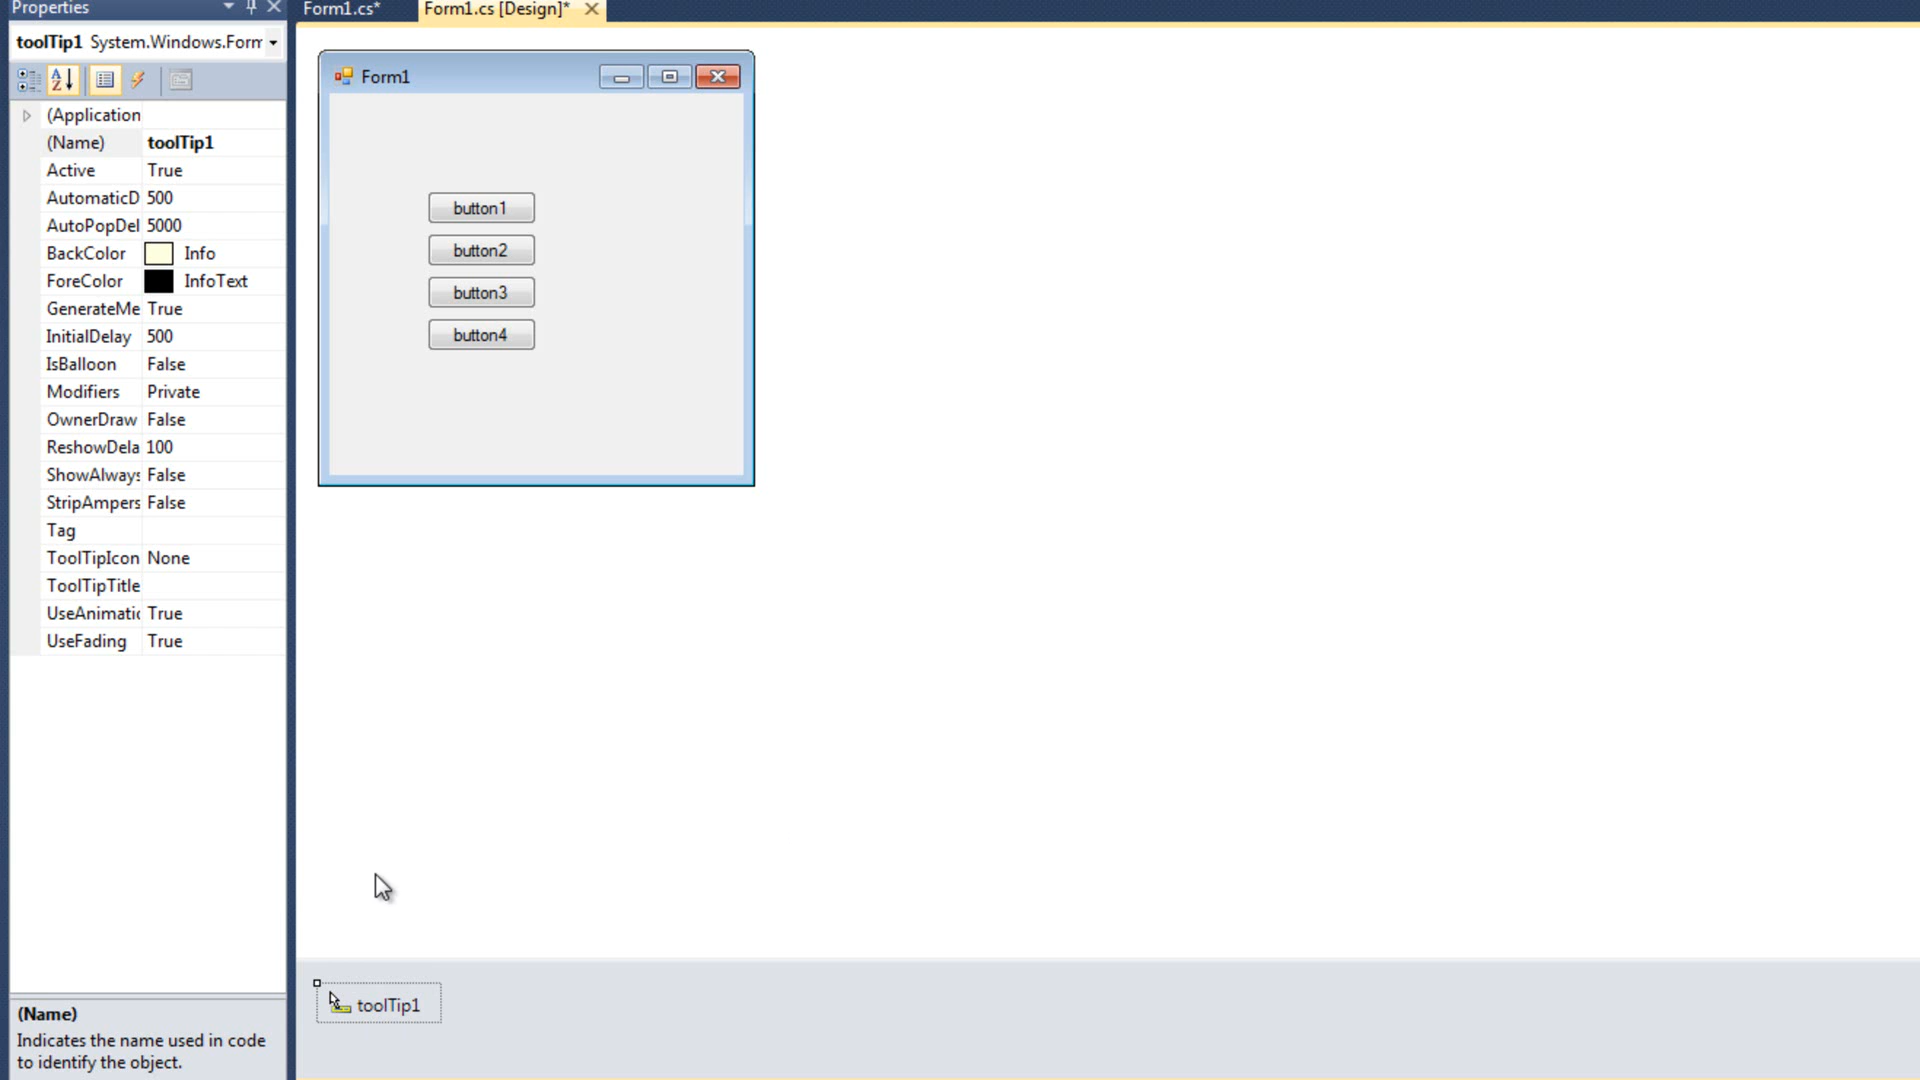 Properties
toolTip1 System.Windows.Form
(Application
(Name) toolTip1
Active True
AutomaticD 500
AutoPopDel 5000
BackColor Info
ForeColor InfoText
GenerateMe True
InitialDelay 500
IsBalloon False
Modifiers Private
OwnerDraw False
ReshowDela 100
ShowAlways False
StripAmpers False
Tag
ToolTipIcon None
ToolTipTitle
UseAnimatic True
UseFading True
(Name)
Indicates the name used in code
to identify the object.
Form1.cs* Form1.cs [Design]*
Form1
button1
button2
button3
button4
toolTip1